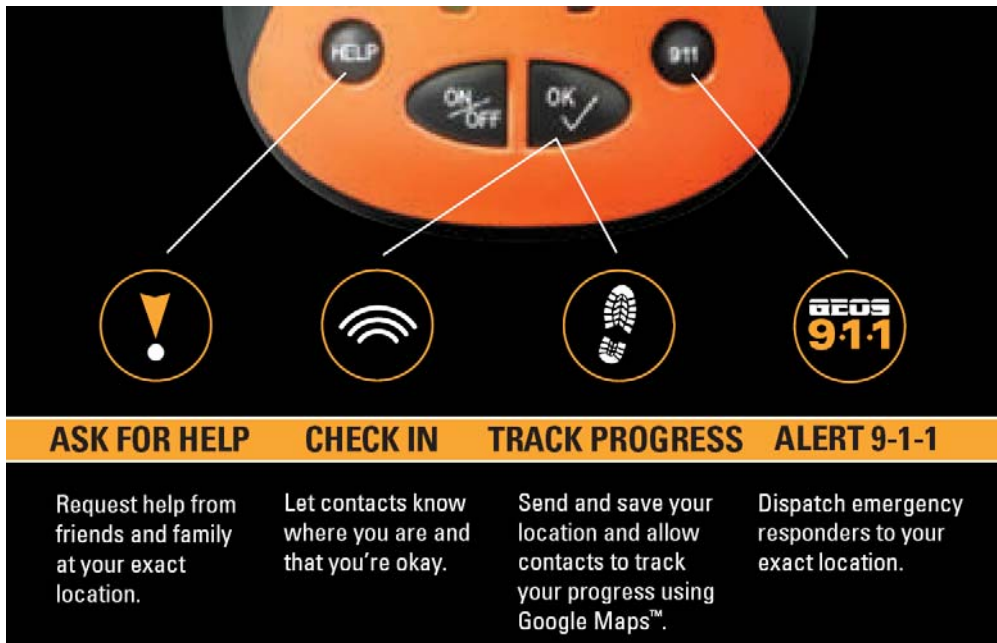 HELP
911
ON/OFF
OK
GEOS
9·1·1
ASK FOR HELP
CHECK IN
TRACK PROGRESS
ALERT 9-1-1
Request help from
friends and family
at your exact
location.
Let contacts know
where you are and
that you're okay.
Send and save your
location and allow
contacts to track
your progress using
Google Maps™.
Dispatch emergency
responders to your
exact location.